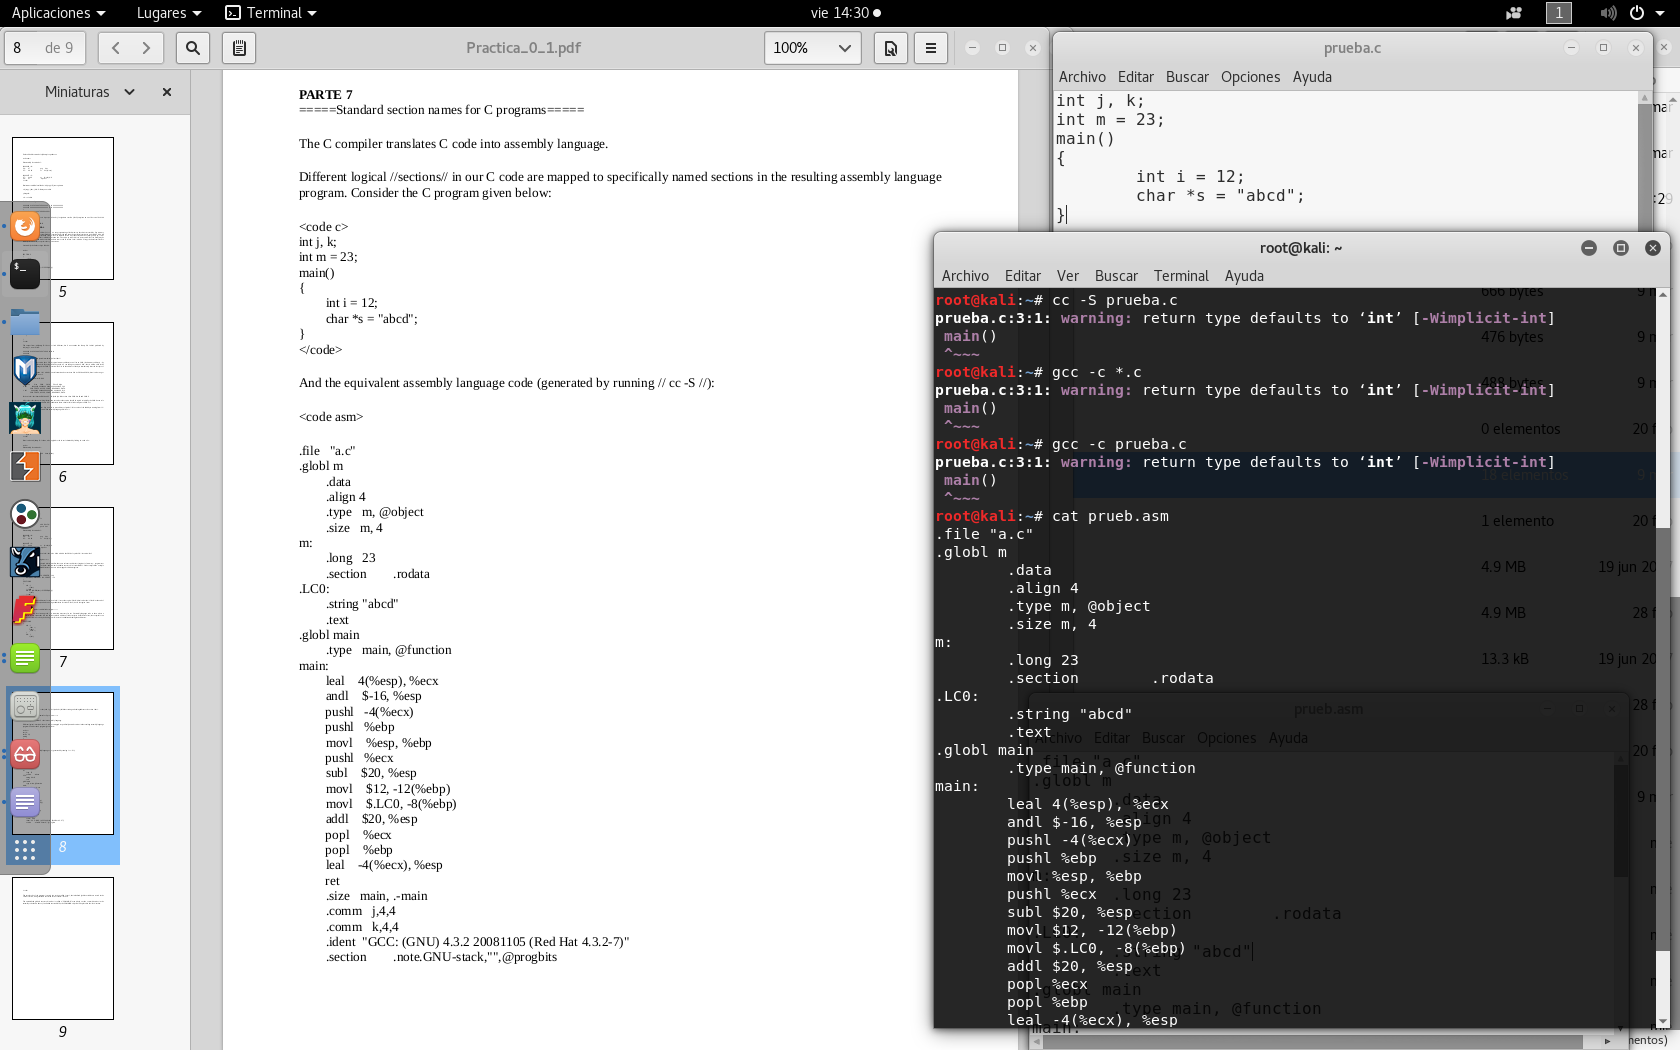 Aplicaciones
Lugares
Terminal
vie 14:30
1
8
de 9
Practica_0_1.pdf
100%
Miniaturas
5
6
7
8
9
PARTE 7
=====Standard section names for C programs=====
The C compiler translates C code into assembly language.
Different logical //sections// in our C code are mapped to specifically named sections in the resulting assembly language
program. Consider the C program given below:
<code c>
int j, k;
int m = 23;
main()
{
int i = 12;
char *s = "abcd";
}
</code>
And the equivalent assembly language code (generated by running // cc -S //):
<code asm>
.file "a.c"
.globl m
.data
.align 4
.type m, @object
.size m, 4
m:
.long 23
.section .rodata
.LC0:
.string "abcd"
.text
.globl main
.type main, @function
main:
leal 4(%esp), %ecx
andl $-16, %esp
pushl -4(%ecx)
pushl %ebp
movl %esp, %ebp
pushl %ecx
subl $20, %esp
movl $12, -12(%ebp)
movl $.LC0, -8(%ebp)
addl $20, %esp
popl %ecx
popl %ebp
leal -4(%ecx), %esp
ret
.size main, .-main
.comm j,4,4
.comm k,4,4
.ident "GCC: (GNU) 4.3.2 20081105 (Red Hat 4.3.2-7)"
.section .note.GNU-stack,"",@progbits
prueba.c
Archivo Editar Buscar Opciones Ayuda
int j, k;
int m = 23;
main()
{
int i = 12;
char *s = "abcd";
}
root@kali: ~
Archivo Editar Ver Buscar Terminal Ayuda
root@kali:~# cc -S prueba.c
prueba.c:3:1: warning: return type defaults to ‘int’ [-Wimplicit-int]
main()
^~~~
root@kali:~# gcc -c *.c
prueba.c:3:1: warning: return type defaults to ‘int’ [-Wimplicit-int]
main()
^~~~
root@kali:~# gcc -c prueba.c
prueba.c:3:1: warning: return type defaults to ‘int’ [-Wimplicit-int]
main()
^~~~
root@kali:~# cat prueb.asm
.file "a.c"
.globl m
.data
.align 4
.type m, @object
.size m, 4
m:
.long 23
.section .rodata
.LC0:
.string "abcd"
.text
.globl main
.type main, @function
main:
leal 4(%esp), %ecx
andl $-16, %esp
pushl -4(%ecx)
pushl %ebp
movl %esp, %ebp
pushl %ecx
subl $20, %esp
movl $12, -12(%ebp)
movl $.LC0, -8(%ebp)
addl $20, %esp
popl %ecx
popl %ebp
leal -4(%ecx), %esp
666 bytes
476 bytes
488 bytes
0 elementos
18 elementos
1 elemento
4.9 MB 19 jun
4.9 MB
13.3 kB 19 jun
prueb.asm
Archivo Editar Buscar Opciones Ayuda